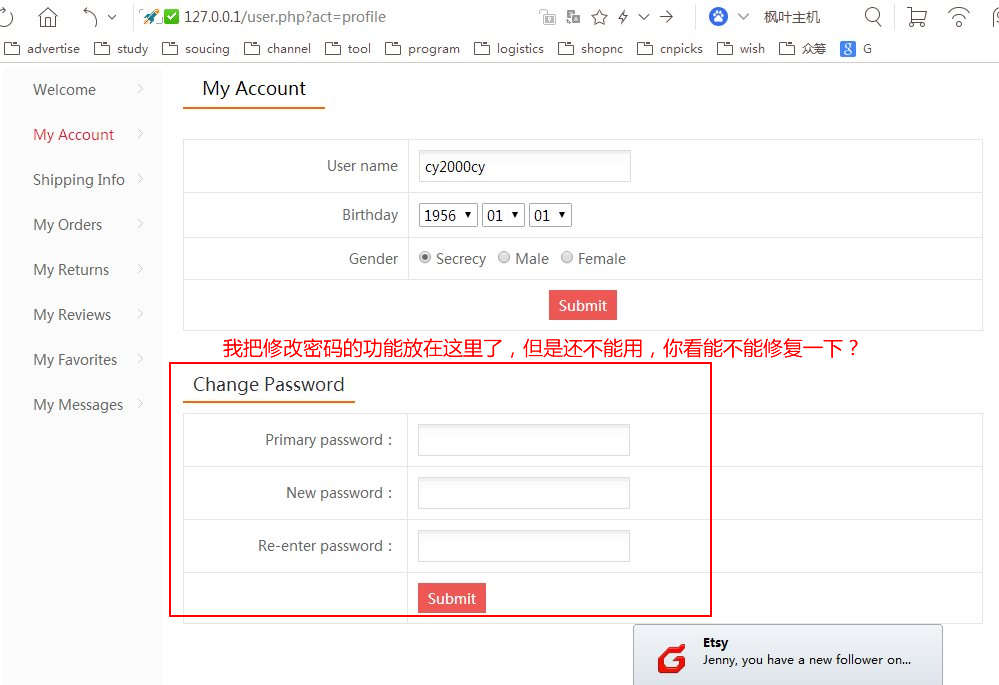 127.0.0.1/user.php?act=profile 枫叶主机
advertise study soucing channel tool program logistics shopnc cnpicks wish 众筹 g G
Welcome
My Account
Shipping Info
My Orders
My Returns
My Reviews
My Favorites
My Messages
My Account
User name cy2000cy
Birthday 1956 01 01
Gender Secrecy Male Female
Submit
我把修改密码的功能放在这里了，但是还不能用，你看能不能修复一下？
Change Password
Primary password：
New password：
Re-enter password：
Submit
Etsy
Jenny, you have a new follower on...